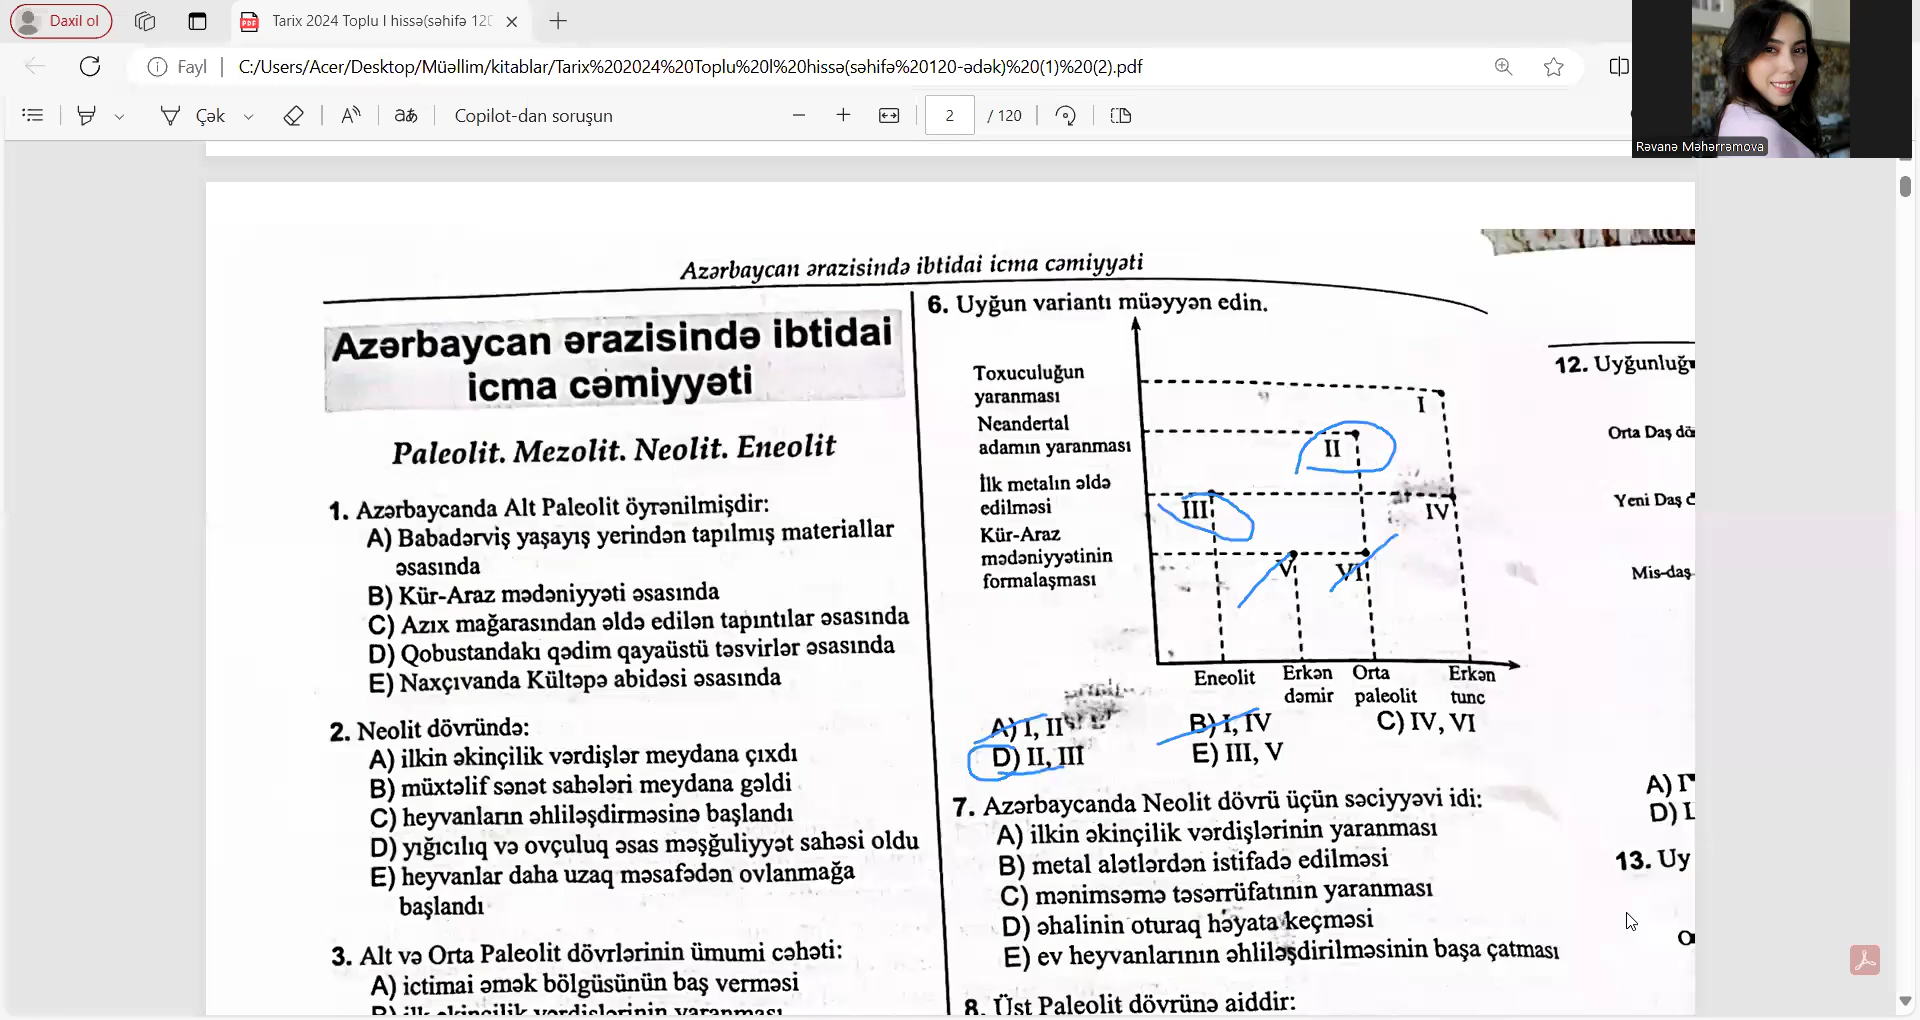 Daxil ol
Tarix 2024 Toplu I hissə(səhifə 120
Fayl
C:/Users/Acer/Desktop/Müəllim/kitablar/Tarix%202024%20Toplu%20I%20hissə(səhifə%20120-ədək)%20(1)%20(2).pdf
Çək
Copilot-dan soruşun
2 / 120
Rəvanə Məhərrəmova
Azərbaycan ərazisində ibtidai icma cəmiyyəti
Azərbaycan ərazisində ibtidai
icma cəmiyyəti
Paleolit. Mezolit. Neolit. Eneolit
1. Azərbaycanda Alt Paleolit öyrənilmişdir:
A) Babadərviş yaşayış yerindən tapılmış materiallar
əsasında
B) Kür-Araz mədəniyyəti əsasında
C) Azıx mağarasından əldə edilən tapıntılar əsasında
D) Qobustandakı qədim qayaüstü təsvirlər əsasında
E) Naxçıvanda Kültəpə abidəsi əsasında
2. Neolit dövründə:
A) ilkin əkinçilik vərdişlər meydana çıxdı
B) müxtəlif sənət sahələri meydana gəldi
C) heyvanların əhliləşdirməsinə başlandı
D) yığıcılıq və ovçuluq əsas məşğuliyyət sahəsi oldu
E) heyvanlar daha uzaq məsafədən ovlanmağa
başlandı
3. Alt və Orta Paleolit dövrlərinin ümumi cəhəti:
A) ictimai əmək bölgüsünün baş verməsi
B) ilk əkinçilik vərdişlərinin yaranması
6. Uyğun variantı müəyyən edin.
Toxuculuğun
yaranması
Neandertal
adamın yaranması
İlk metalın əldə
edilməsi
Kür-Araz
mədəniyyətinin
formalaşması
I
II
III
IV
V
VI
Eneolit
Erkən
dəmir
Orta
paleolit
Erkən
tunc
A) I, II B) I, IV C) IV, VI
D) II, III E) III, V
7. Azərbaycanda Neolit dövrü üçün səciyyəvi idi:
A) ilkin əkinçilik vərdişlərinin yaranması
B) metal alətlərdən istifadə edilməsi
C) mənimsəmə təsərrüfatının yaranması
D) əhalinin oturaq həyata keçməsi
E) ev heyvanlarının əhliləşdirilməsinin başa çatması
8. Üst Paleolit dövrünə aiddir:
12. Uyğunluğ
Orta Daş dö
Yeni Daş d
Mis-daş
A) I
D) I
13. Uy